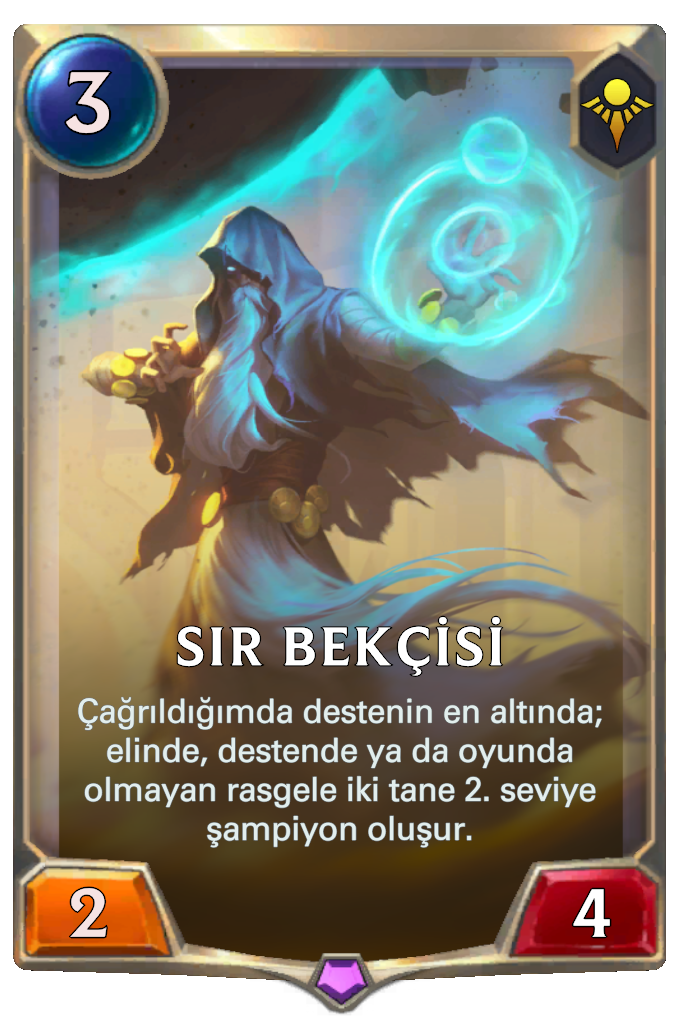 3
SIR BEKÇİSİ
Çağrıldığımda destenin en altında;
elinde, destende ya da oyunda
olmayan rasgele iki tane 2. seviye
şampiyon oluşur.
2
4